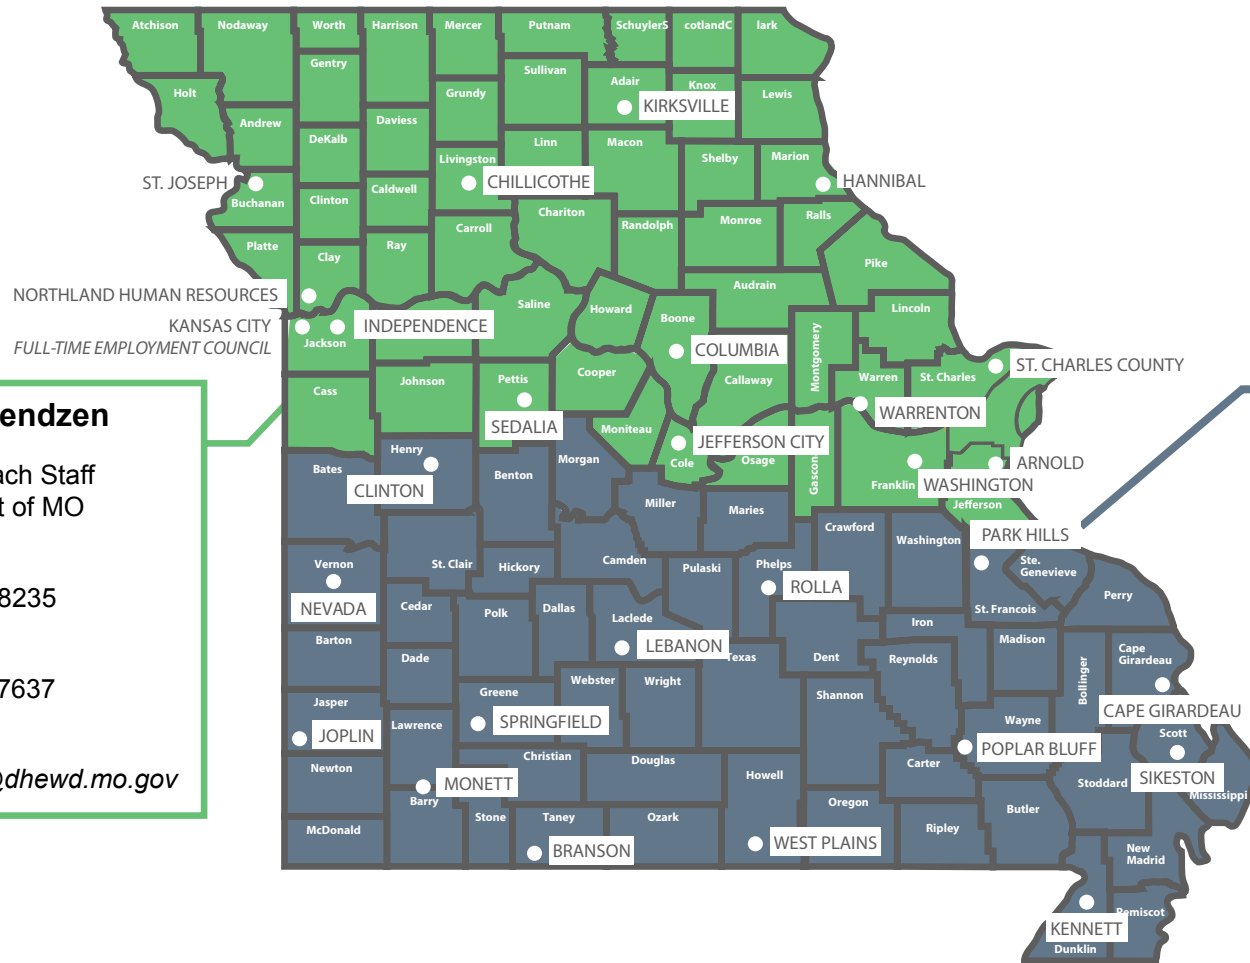 Atchison
Nodaway
Worth
Harrison
Mercer
Putnam
SchuylerS
cotlandC
lark
Gentry
Sullivan
Adair
Knox
Holt
Grundy
Lewis
KIRKSVILLE
Andrew
Daviess
DeKalb
Linn
Macon
Livingston
Shelby
Marion
ST. JOSEPH
CHILLICOTHE
HANNIBAL
Buchanan
Clinton
Caldwell
Chariton
Randolph
Monroe
Ralls
Carroll
Platte
Ray
Clay
Pike
Audrain
NORTHLAND HUMAN RESOURCES
Saline
Howard
Boone
Lincoln
KANSAS CITY
INDEPENDENCE
FULL-TIME EMPLOYMENT COUNCIL
Jackson
COLUMBIA
Montgomery
ST. CHARLES COUNTY
Cass
Johnson
Pettis
Cooper
Callaway
Warren
St. Charles
endzen
SEDALIA
Moniteau
WARRENTON
JEFFERSON CITY
Henry
Morgan
Cole
Osage
Gascon
ARNOLD
ach Staff
Bates
Benton
Franklin
WASHINGTON
CLINTON
t of MO
Miller
Maries
Jefferson
Crawford
Washington
PARK HILLS
Vernon
St. Clair
Hickory
Camden
Pulaski
Phelps
Ste.
Genevieve
8235
NEVADA
Cedar
Polk
Dallas
ROLLA
St. Francois
Perry
Laclede
Iron
Barton
LEBANON
Madison
Dade
Texas
Dent
Reynolds
Cape
Girardeau
7637
Jasper
Greene
Webster
Wright
Shannon
Bollinger
Lawrence
SPRINGFIELD
Wayne
CAPE GIRARDEAU
JOPLIN
POPLAR BLUFF
Scott
Newton
Christian
Douglas
Howell
Carter
SIKESTON
@dhewd.mo.gov
MONETT
Stoddard
Mississippi
Barry
Oregon
Butler
McDonald
Stone
Taney
Ozark
Ripley
BRANSON
WEST PLAINS
New
Madrid
Pemiscot
KENNETT
Dunklin